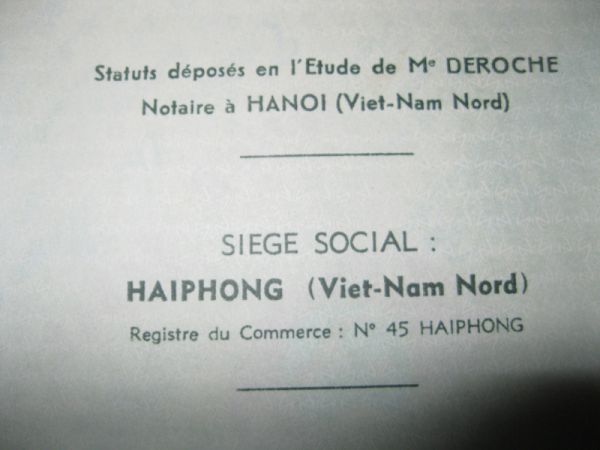 Statuts déposés en l'Etude de Me DEROCHE
Notaire à HANOI (Viet-Nam Nord)
SIEGE SOCIAL :
HAIPHONG (Viet-Nam Nord)
Registre du Commerce : N° 45 HAIPHONG